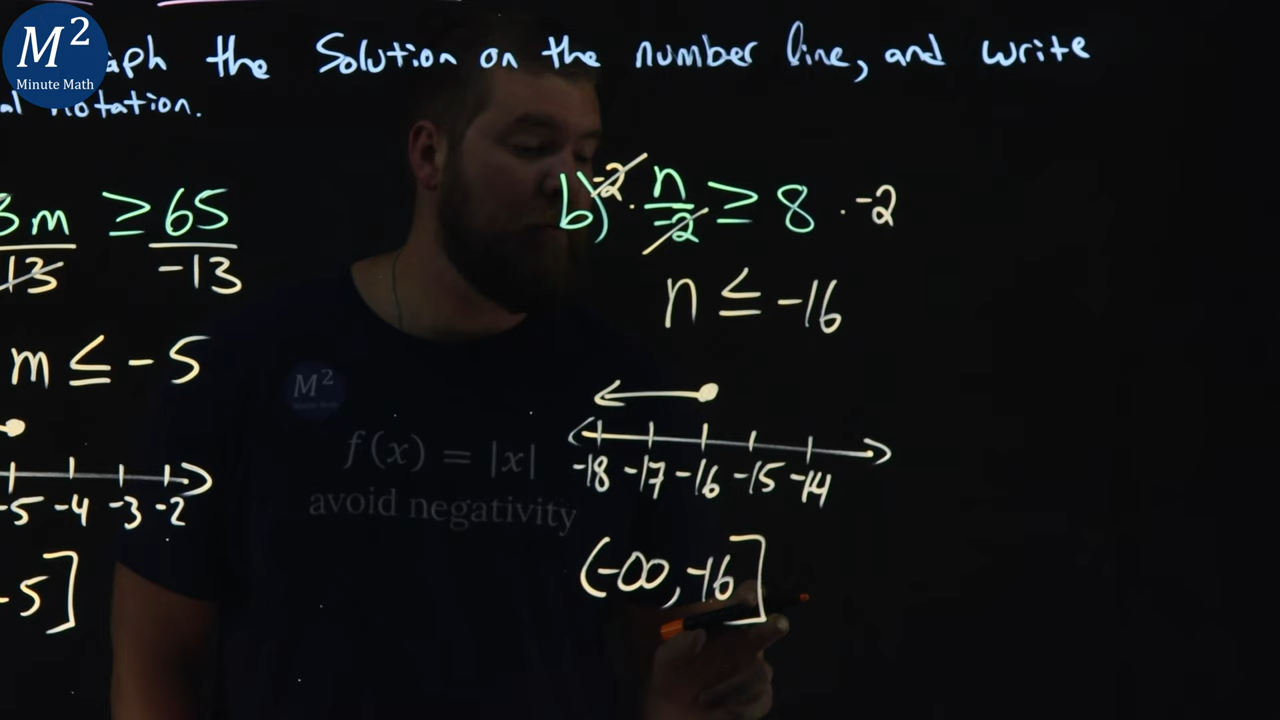 M²
Minute Math
aph the Solution on the number line, and write
al notation.
3m ≥ 65
13 -13
m ≤ -5
-5 -4 -3 -2
-5]
b) -2 · n/-2 ≥ 8 · -2
n ≤ -16
-18 -17 -16 -15 -14
(-∞, -16]
M²
f(x) = |x|
avoid negativity